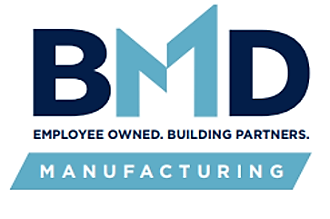 BMD
EMPLOYEE OWNED. BUILDING PARTNERS.
MANUFACTURING